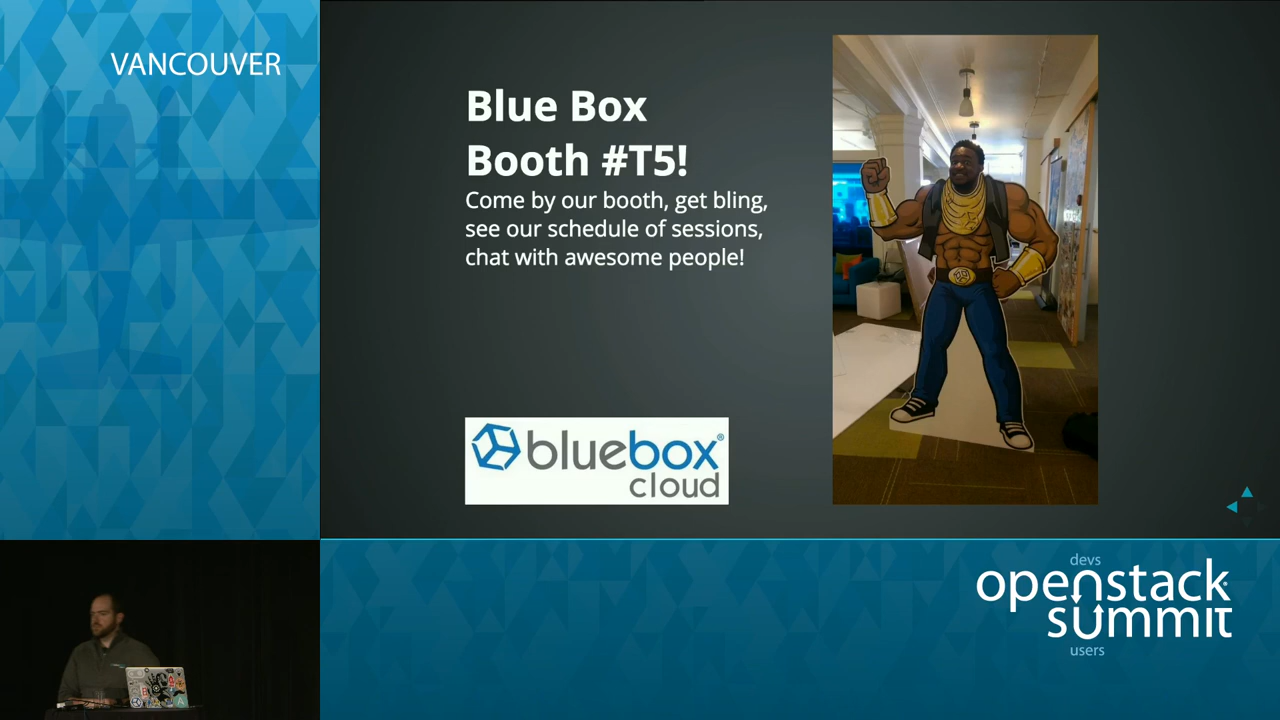 VANCOUVER
Blue Box
Booth #T5!
Come by our booth, get bling,
see our schedule of sessions,
chat with awesome people!
bluebox®
cloud
devs
openstack
summit
users